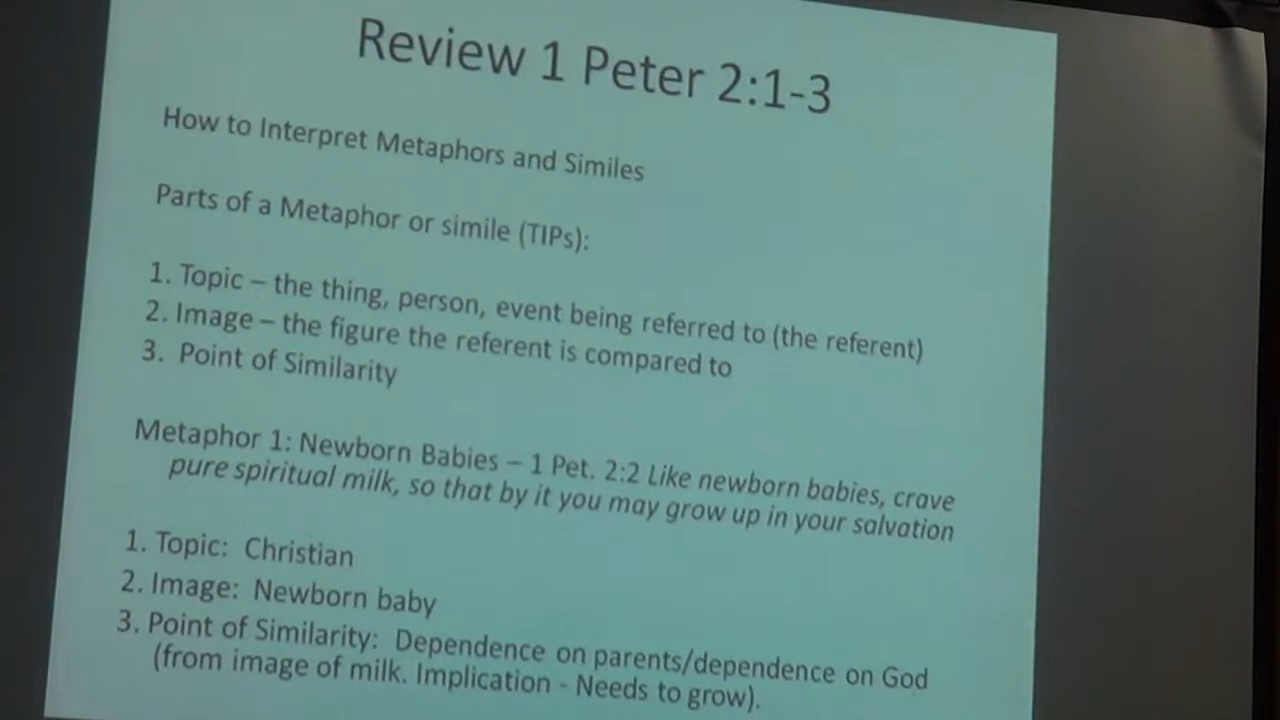 Review 1 Peter 2:1-3
How to Interpret Metaphors and Similes
Parts of a Metaphor or simile (TIPs):
1. Topic – the thing, person, event being referred to (the referent)
2. Image – the figure the referent is compared to
3. Point of Similarity
Metaphor 1: Newborn Babies – 1 Pet. 2:2 Like newborn babies, crave
pure spiritual milk, so that by it you may grow up in your salvation
1. Topic: Christian
2. Image: Newborn baby
3. Point of Similarity: Dependence on parents/dependence on God
(from image of milk. Implication - Needs to grow).